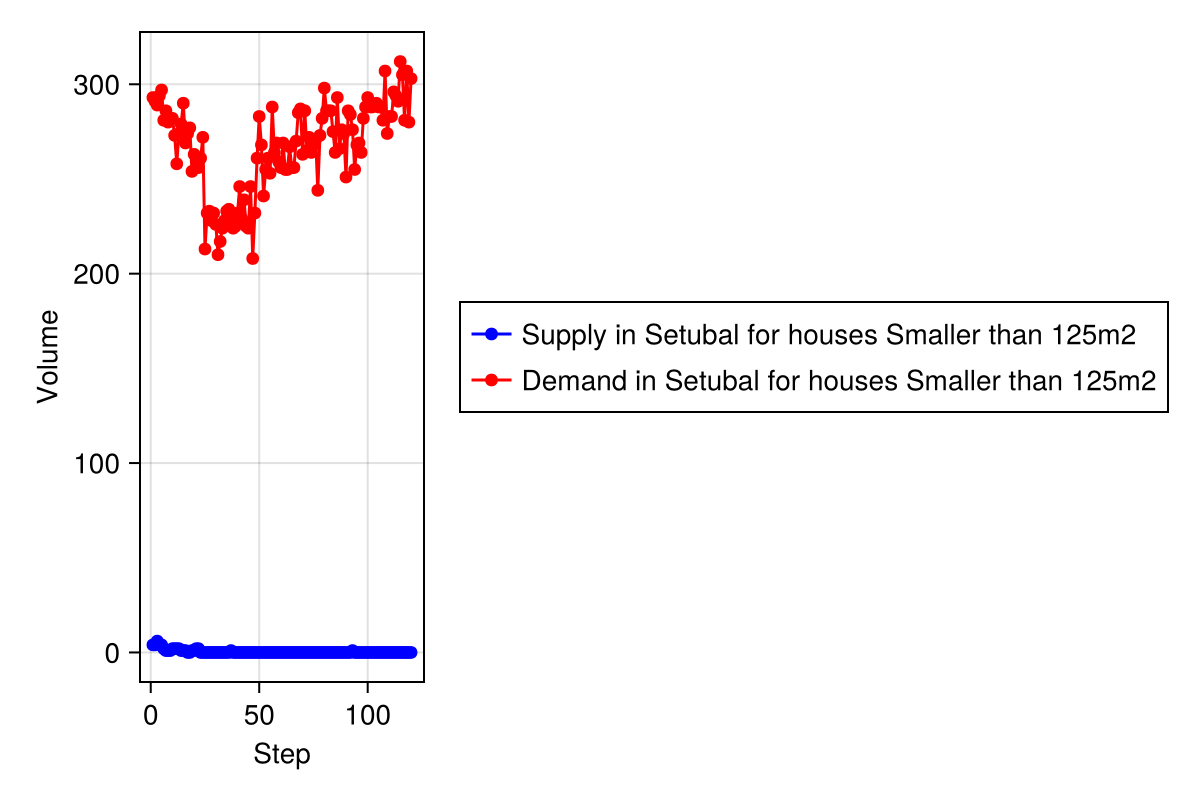 300
200
100
0
Volume
0 50 100
Step
Supply in Setubal for houses Smaller than 125m2
Demand in Setubal for houses Smaller than 125m2